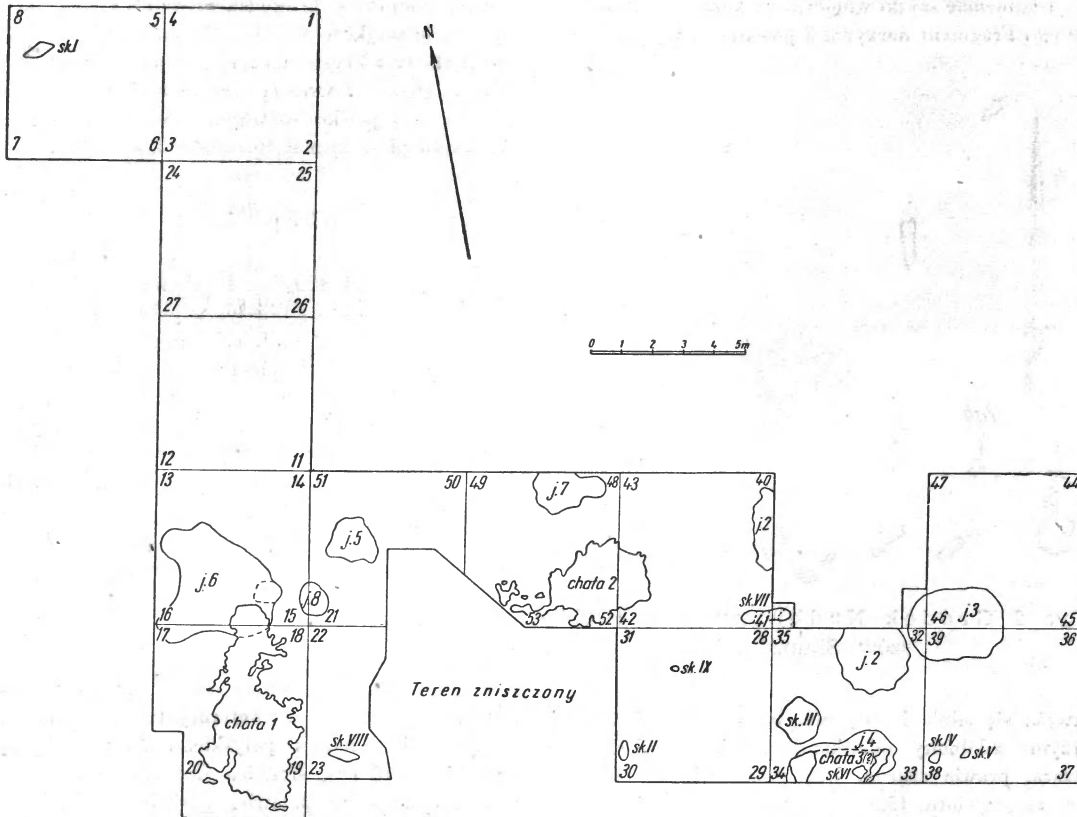 8 5 4 1
sk.I
N
7 6 3 2
24 25
27 26
0 1 2 3 4 5m
12 11
13 14 51 50 49 48 43 40 47 44
j.7
j.2
j.5
j.6
chata 2
j.8
sk.VII
j.3
16 15 21 53 52 42 41 46 45
17 18 22 31 28 35 32 39 36
sk.IX
j.2
Teren zniszczony
chata 1
sk.III
sk.VIII
sk.II
j.4
sk.IV
sk.V
chata 3
sk.VI
20 19 23 30 29 34 33 38 37